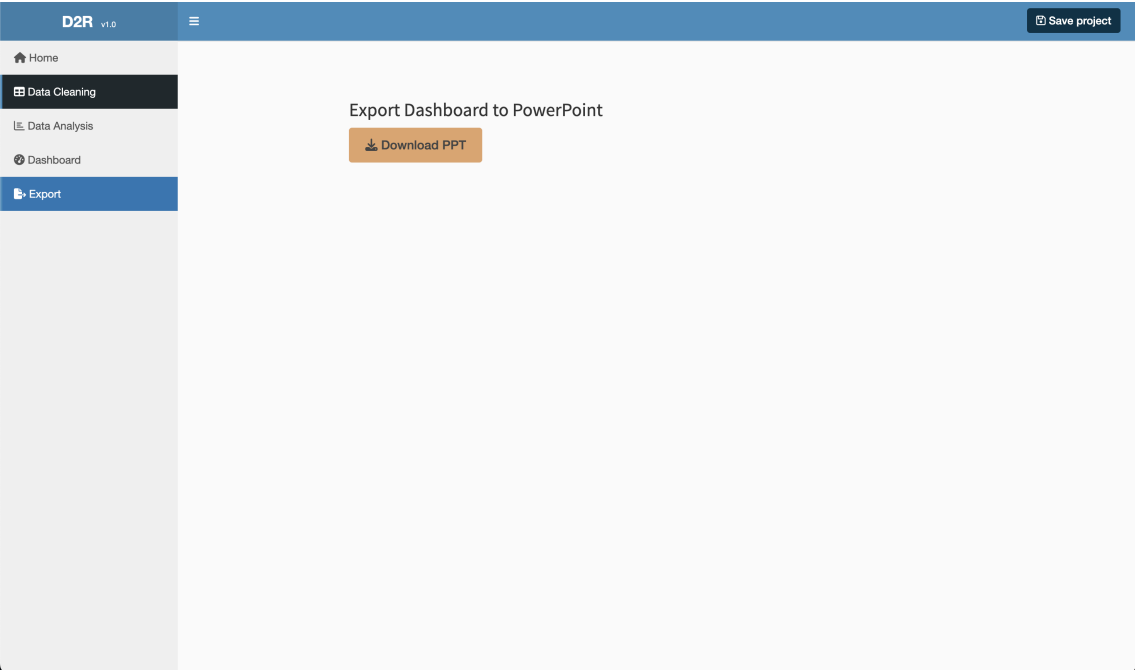 D2R v1.0
Save project
Home
Data Cleaning
Data Analysis
Dashboard
Export
Export Dashboard to PowerPoint
Download PPT